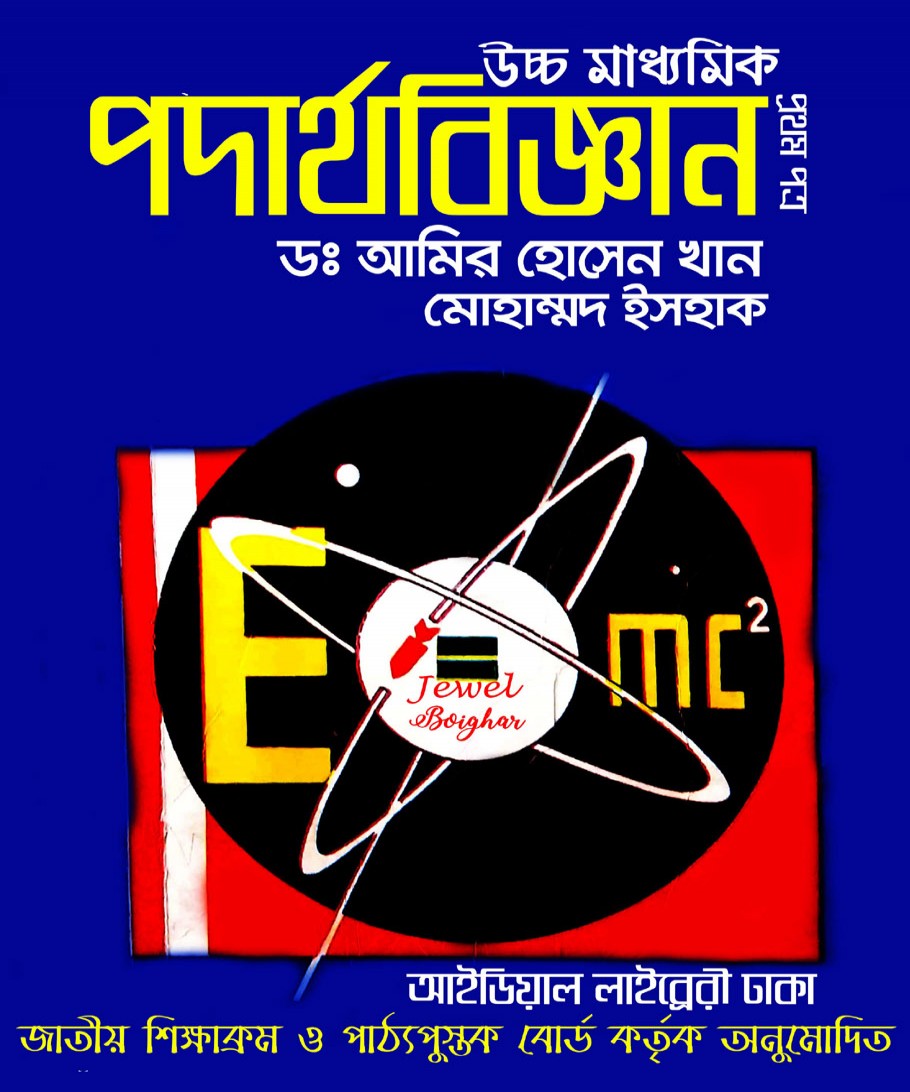 উচ্চ মাধ্যমিক
পদার্থবিজ্ঞান
প্রথম পত্র
ডঃ আমির হোসেন খান
মোহাম্মদ ইসহাক
E = mc²
Jewel
Boighar
আইডিয়াল লাইব্রেরী ঢাকা
জাতীয় শিক্ষাক্রম ও পাঠ্যপুস্তক বোর্ড কর্তৃক অনুমোদিত